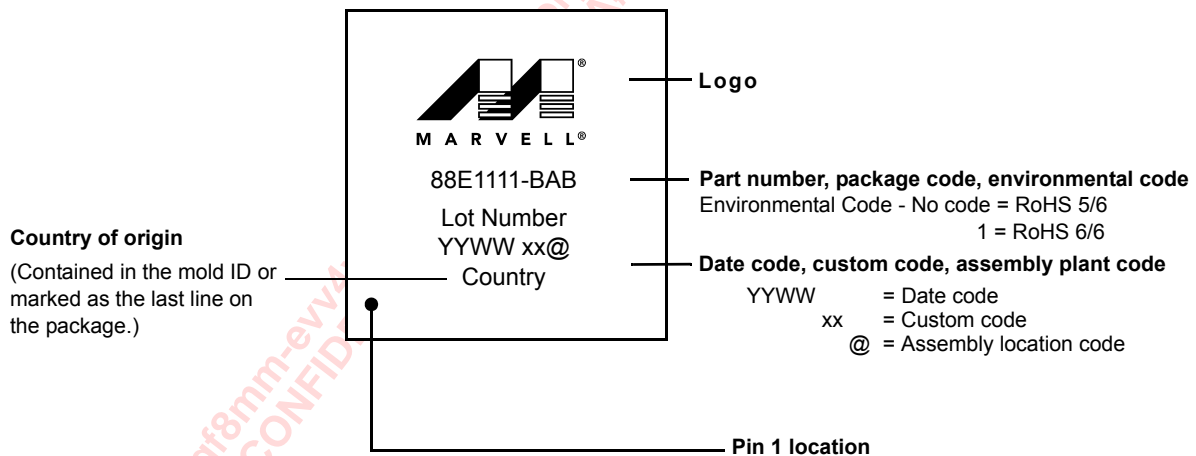 MARVELL®
®
88E1111-BAB
Lot Number
YYWW xx@
Country
Logo
Part number, package code, environmental code
Environmental Code - No code = RoHS 5/6
1 = RoHS 6/6
Date code, custom code, assembly plant code
YYWW = Date code
xx = Custom code
@ = Assembly location code
Country of origin
(Contained in the mold ID or
marked as the last line on
the package.)
Pin 1 location